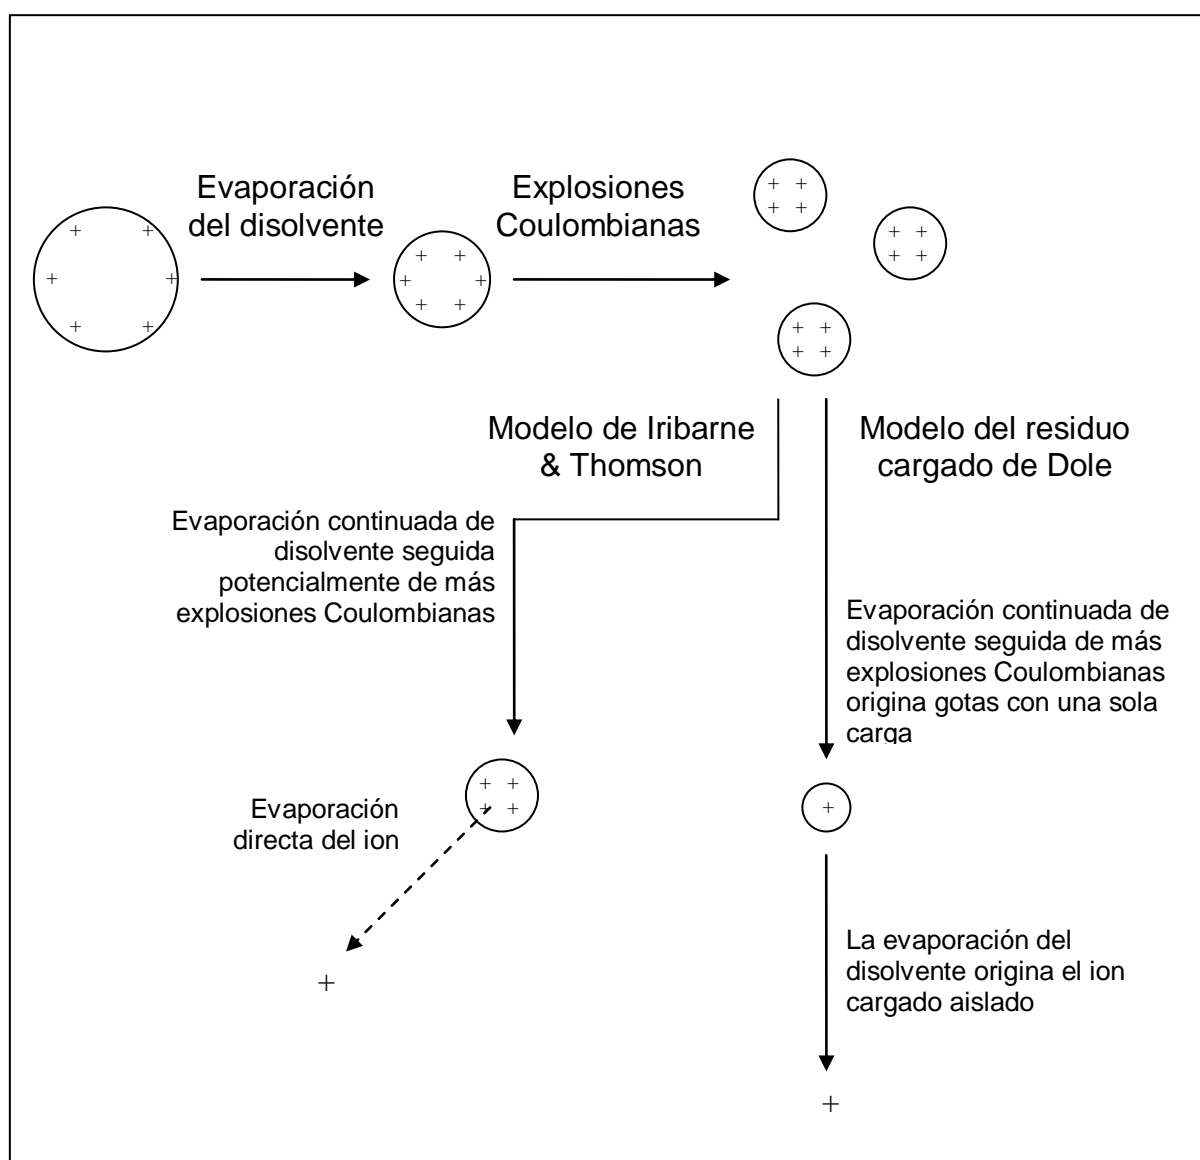 Evaporación
del disolvente
Explosiones
Coulombianas
+ +
+ +
+ +
+ +
+ +
+ +
+ +
+ +
+ +
+ +
+ +
+ +
Modelo de Iribarne
& Thomson
Modelo del residuo
cargado de Dole
Evaporación continuada de
disolvente seguida
potencialmente de más
explosiones Coulombianas
Evaporación continuada de
disolvente seguida de más
explosiones Coulombianas
origina gotas con una sola
carga
+ +
+ +
+
Evaporación
directa del ion
+
La evaporación del
disolvente origina el ion
cargado aislado
+